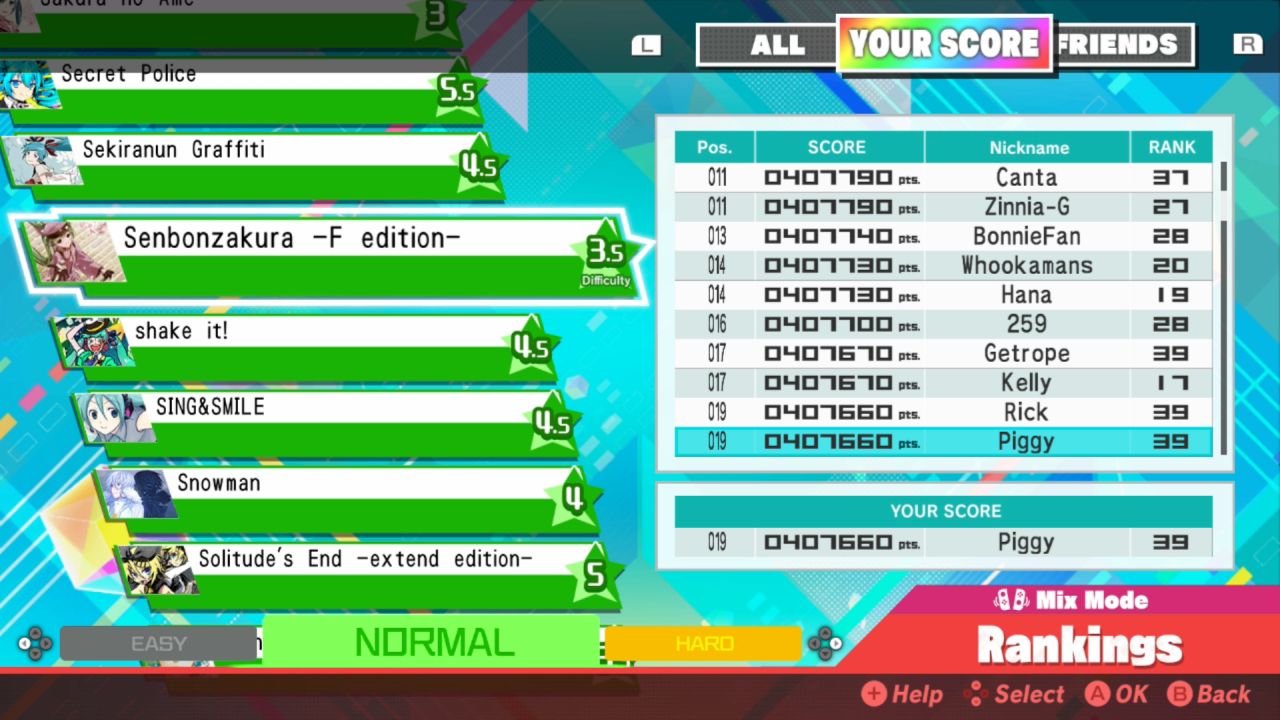 Sakura no Ame
3
Secret Police
5.5
Sekiranun Graffiti
4.5
Senbonzakura -F edition-
3.5
Difficulty
shake it!
4.5
SING&SMILE
4.5
Snowman
4
Solitude's End -extend edition-
5
EASY
NORMAL
HARD
L
ALL
YOUR SCORE
FRIENDS
R
Pos. SCORE Nickname RANK
011 0407790 pts. Canta 37
011 0407790 pts. Zinnia-G 27
013 0407740 pts. BonnieFan 28
014 0407730 pts. Whookamans 20
014 0407730 pts. Hana 19
016 0407700 pts. 259 28
017 0407670 pts. Getrope 39
017 0407670 pts. Kelly 17
019 0407660 pts. Rick 39
019 0407660 pts. Piggy 39
YOUR SCORE
019 0407660 pts. Piggy 39
Mix Mode
Rankings
+ Help Select A OK B Back